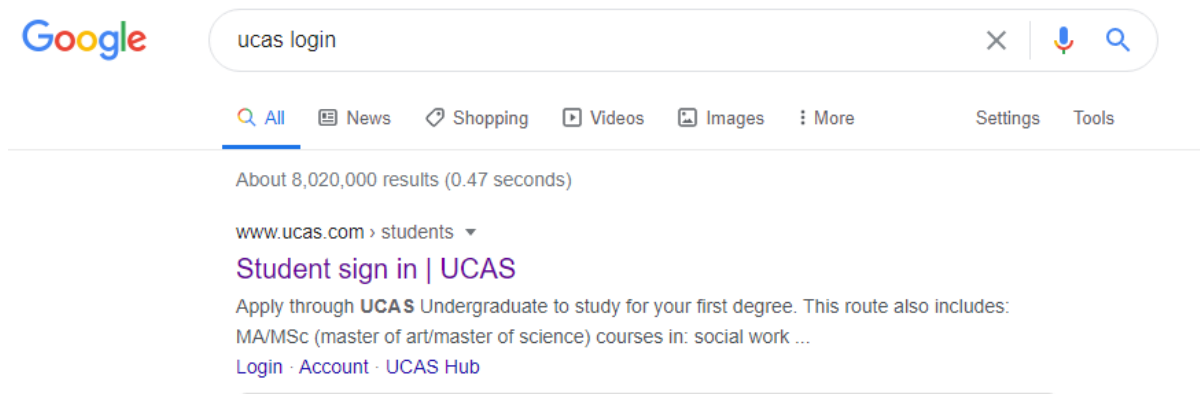 Google
ucas login
All News Shopping Videos Images More Settings Tools
About 8,020,000 results (0.47 seconds)
www.ucas.com › students
Student sign in | UCAS
Apply through UCAS Undergraduate to study for your first degree. This route also includes:
MA/MSc (master of art/master of science) courses in: social work ...
Login · Account · UCAS Hub